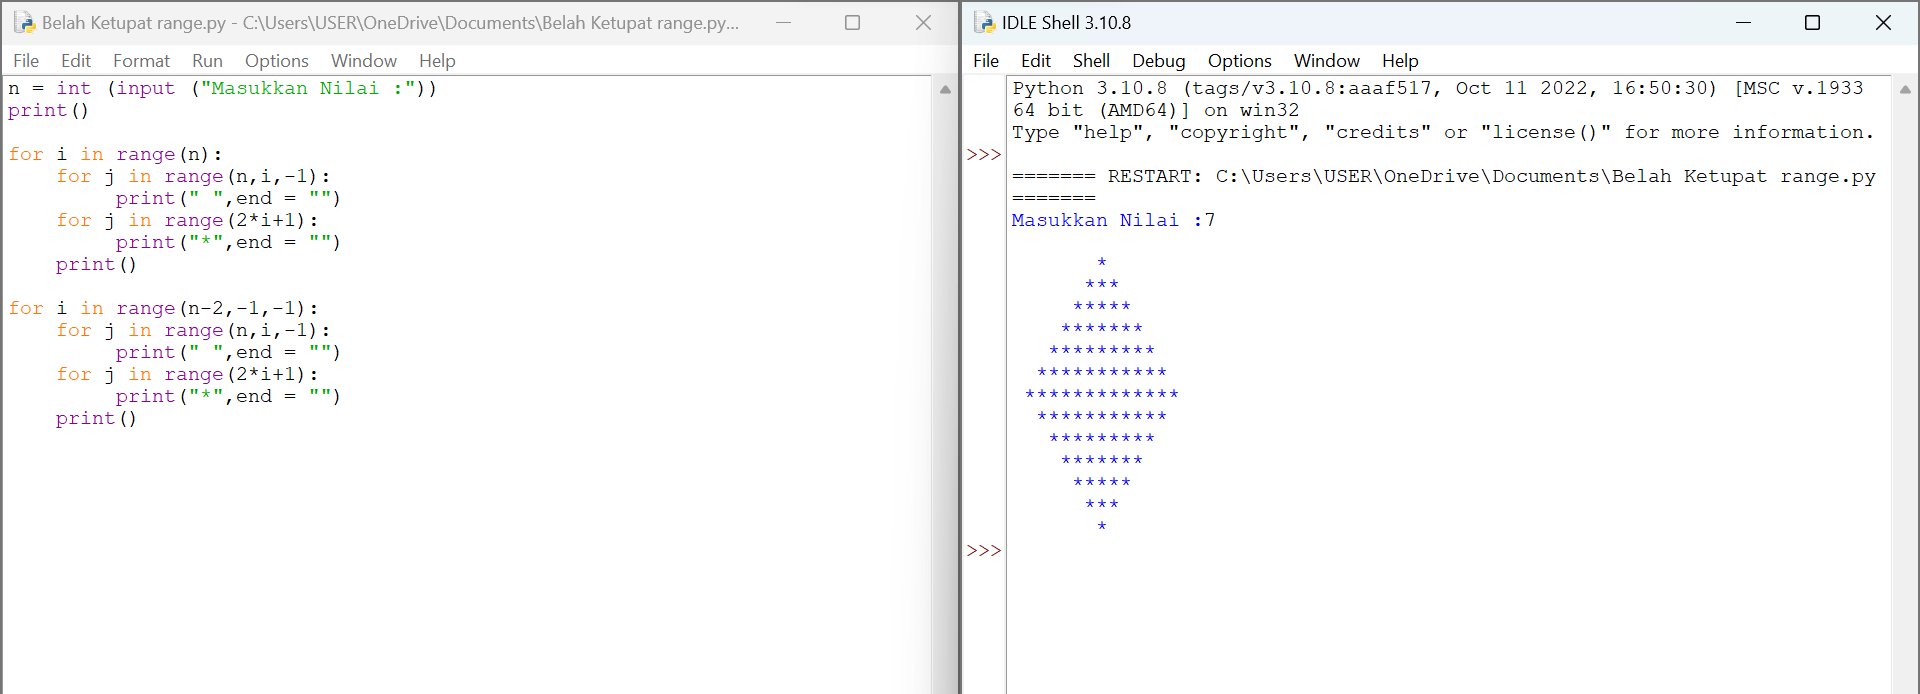 Belah Ketupat range.py - C:\Users\USER\OneDrive\Documents\Belah Ketupat range.py...
File Edit Format Run Options Window Help
n = int (input ("Masukkan Nilai :"))
print()

for i in range(n):
    for j in range(n,i,-1):
         print(" ",end = "")
    for j in range(2*i+1):
         print("*",end = "")
    print()

for i in range(n-2,-1,-1):
    for j in range(n,i,-1):
         print(" ",end = "")
    for j in range(2*i+1):
         print("*",end = "")
    print()
IDLE Shell 3.10.8
File Edit Shell Debug Options Window Help
Python 3.10.8 (tags/v3.10.8:aaaf517, Oct 11 2022, 16:50:30) [MSC v.1933
64 bit (AMD64)] on win32
Type "help", "copyright", "credits" or "license()" for more information.
>>>
======= RESTART: C:\Users\USER\OneDrive\Documents\Belah Ketupat range.py
=======
Masukkan Nilai :7

       *
      ***
     *****
    *******
   *********
  ***********
 *************
  ***********
   *********
    *******
     *****
      ***
       *
>>>